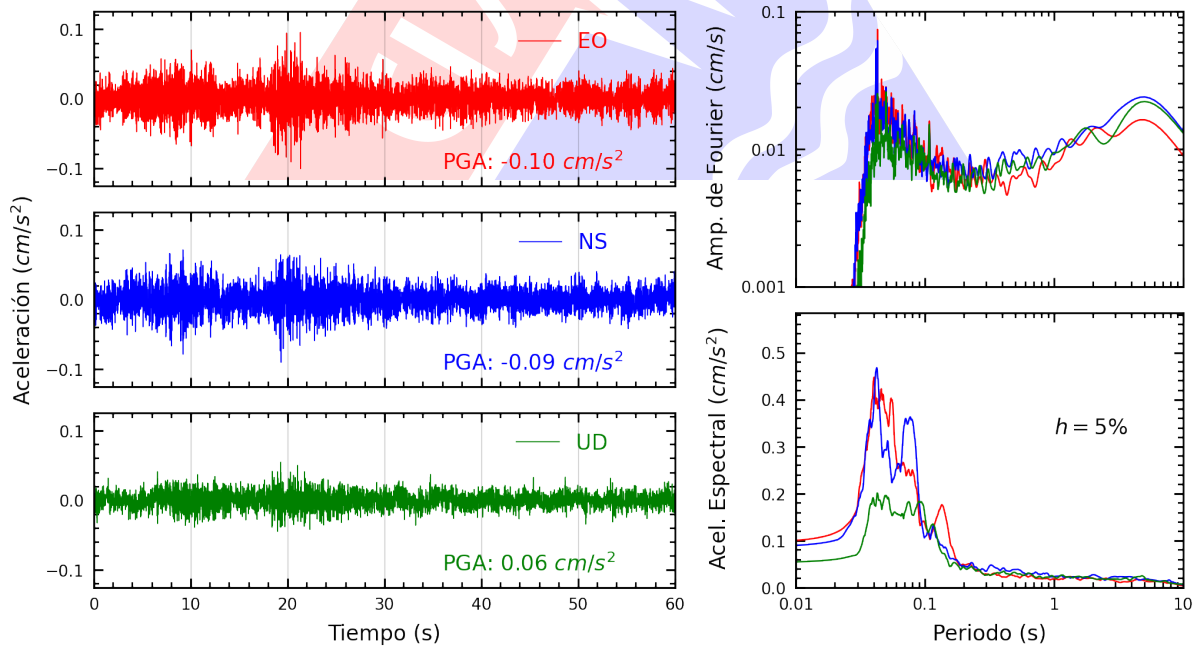 Aceleración (cm/s²)
0.1
0.0
−0.1
EO
PGA: -0.10 cm/s²
0.1
0.0
−0.1
NS
PGA: -0.09 cm/s²
0.1
0.0
−0.1
UD
PGA: 0.06 cm/s²
0 10 20 30 40 50 60
Tiempo (s)
Amp. de Fourier (cm/s)
0.1
0.01
0.001
Acel. Espectral (cm/s²)
0.5
0.4
0.3
0.2
0.1
0.0
h = 5%
0.01 0.1 1 10
Periodo (s)